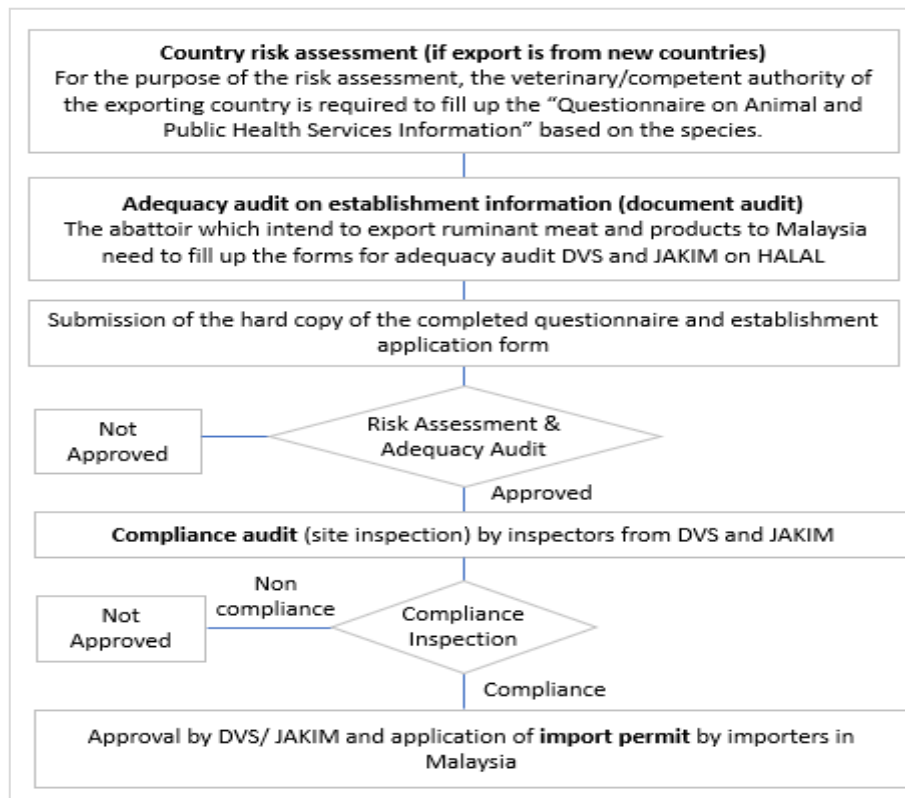 Country risk assessment (if export is from new countries)
For the purpose of the risk assessment, the veterinary/competent authority of
the exporting country is required to fill up the “Questionnaire on Animal and
Public Health Services Information” based on the species.
Adequacy audit on establishment information (document audit)
The abattoir which intend to export ruminant meat and products to Malaysia
need to fill up the forms for adequacy audit DVS and JAKIM on HALAL
Submission of the hard copy of the completed questionnaire and establishment
application form
Not
Approved
Risk Assessment &
Adequacy Audit
Approved
Compliance audit (site inspection) by inspectors from DVS and JAKIM
Non
compliance
Not
Approved
Compliance
Inspection
Compliance
Approval by DVS/ JAKIM and application of import permit by importers in
Malaysia